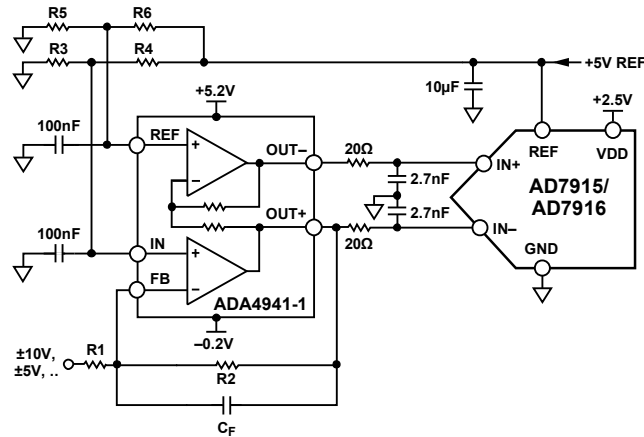 R5
R6
R3
R4
+5V REF
10µF
+5.2V
+2.5V
100nF
REF
OUT–
20Ω
REF
VDD
IN+
2.7nF
AD7915/
AD7916
OUT+
2.7nF
100nF
IN
20Ω
IN–
GND
FB
ADA4941-1
–0.2V
±10V,
±5V, ..
R1
R2
CF